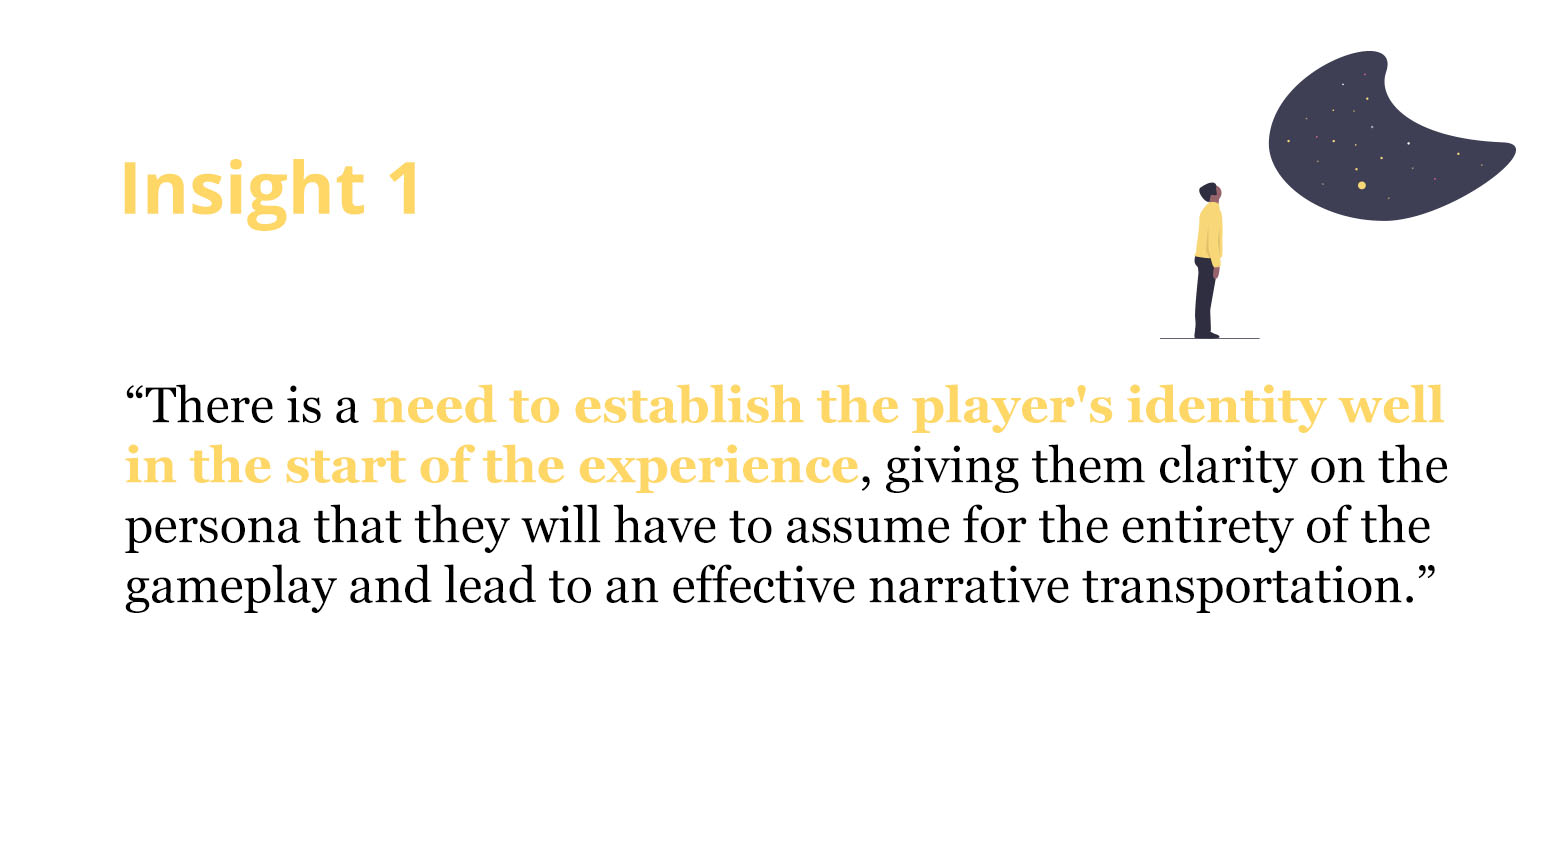 Insight 1
“There is a need to establish the player's identity well
in the start of the experience, giving them clarity on the
persona that they will have to assume for the entirety of the
gameplay and lead to an effective narrative transportation.”